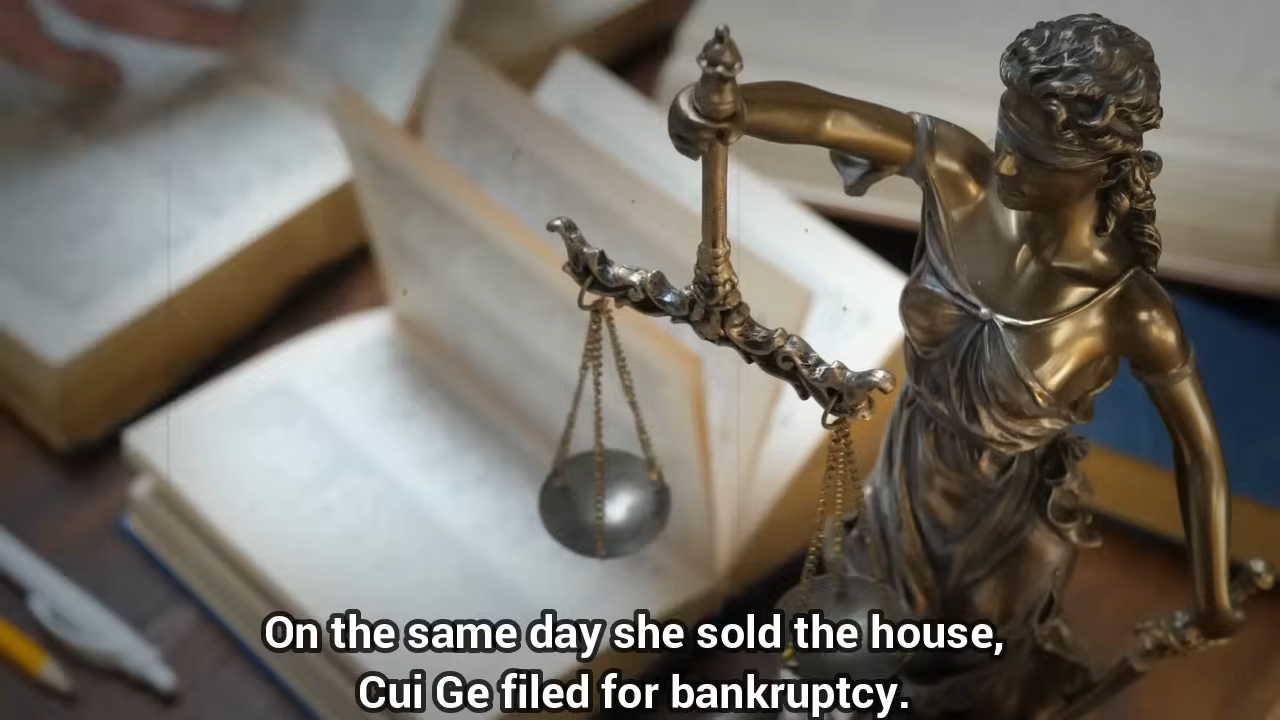 On the same day she sold the house,
Cui Ge filed for bankruptcy.